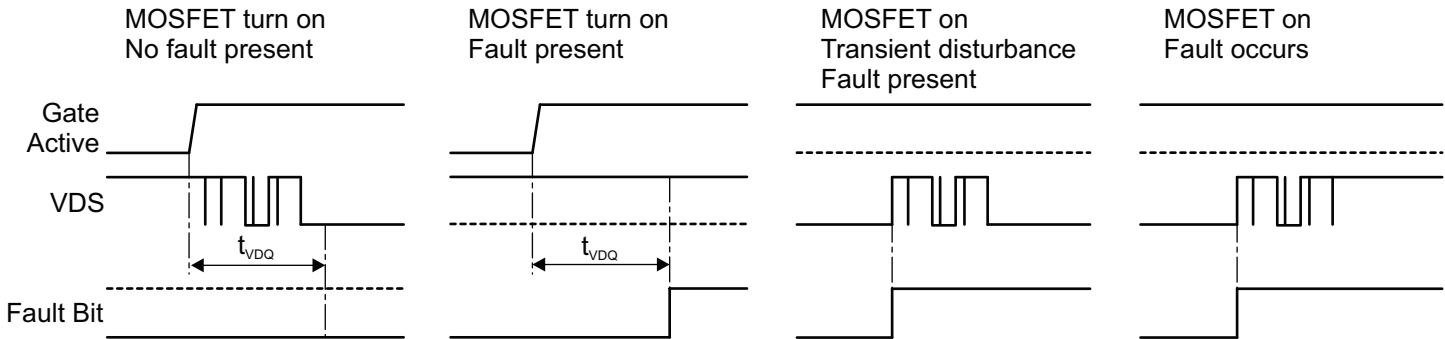 MOSFET turn on
No fault present
MOSFET turn on
Fault present
MOSFET on
Transient disturbance
Fault present
MOSFET on
Fault occurs
Gate
Active
VDS
tVDQ
tVDQ
Fault Bit